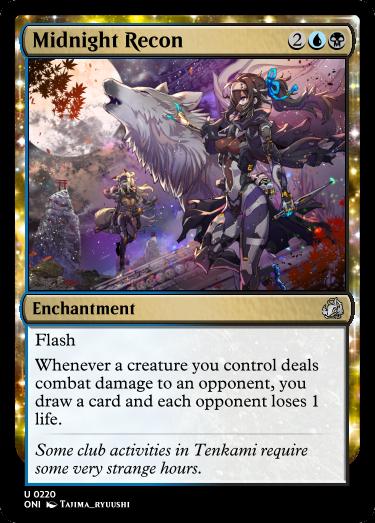 Midnight Recon
2
Enchantment
Flash
Whenever a creature you control deals
combat damage to an opponent, you
draw a card and each opponent loses 1
life.
Some club activities in Tenkami require
some very strange hours.
U 0220
ONI Tajima_ryuushi